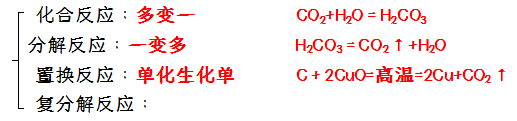 化合反应：多变一 CO₂+H₂O = H₂CO₃
分解反应：一变多 H₂CO₃ = CO₂↑+H₂O
置换反应：单化生化单 C + 2CuO=高温=2Cu+CO₂↑
复分解反应：